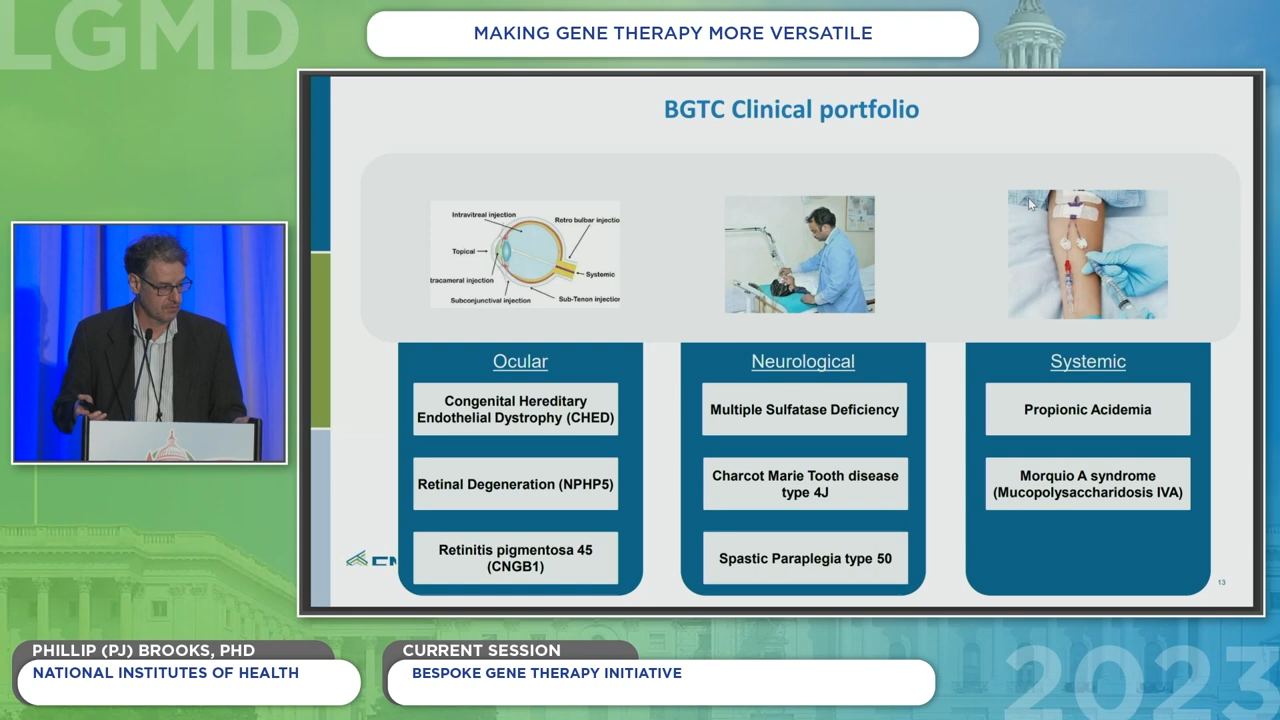 LGMD
MAKING GENE THERAPY MORE VERSATILE
BGTC Clinical portfolio
Intravitreal injection
Retro bulbar injectio
Topical
Systemic
tracameral injection
Subconjunctival injection
Sub-Tenon injection
Ocular
Congenital Hereditary
Endothelial Dystrophy (CHED)
Retinal Degeneration (NPHP5)
Retinitis pigmentosa 45
(CNGB1)
Neurological
Multiple Sulfatase Deficiency
Charcot Marie Tooth disease
type 4J
Spastic Paraplegia type 50
Systemic
Propionic Acidemia
Morquio A syndrome
(Mucopolysaccharidosis IVA)
13
PHILLIP (PJ) BROOKS, PHD
NATIONAL INSTITUTES OF HEALTH
CURRENT SESSION
BESPOKE GENE THERAPY INITIATIVE
2023